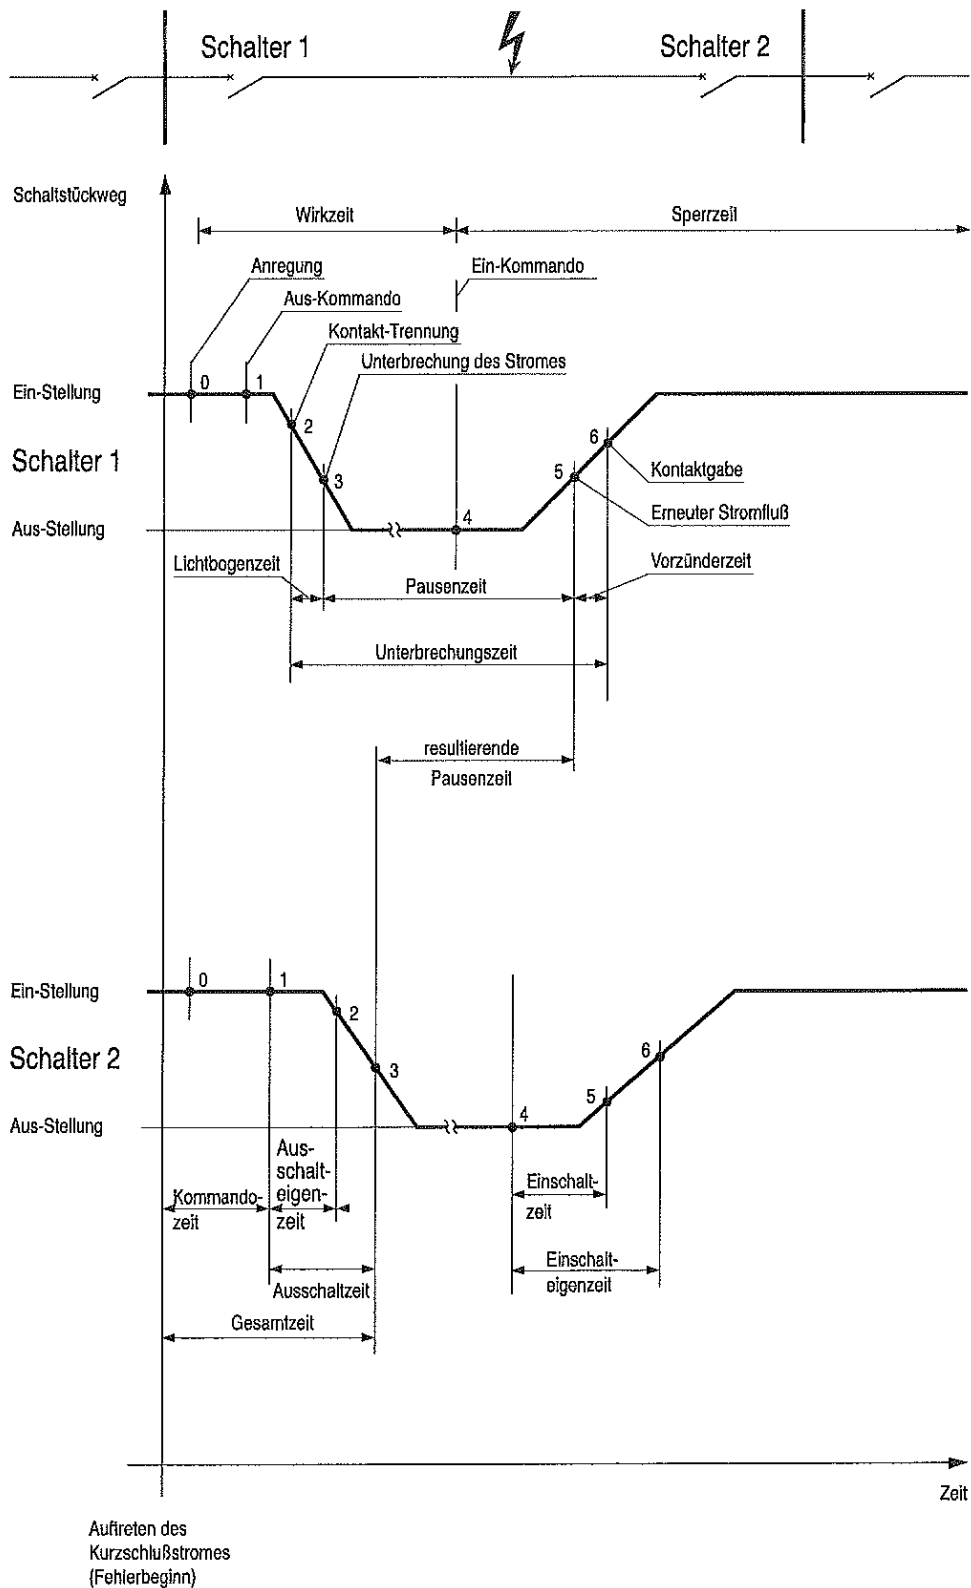 Schalter 1
Schalter 2
Schaltstückweg
Wirkzeit
Sperrzeit
Anregung
Ein-Kommando
Aus-Kommando
Kontakt-Trennung
Unterbrechung des Stromes
Ein-Stellung
0
1
2
3
4
5
6
Schalter 1
Kontaktgabe
Erneuter Stromfluß
Aus-Stellung
Lichtbogenzeit
Pausenzeit
Vorzünderzeit
Unterbrechungszeit
resultierende
Pausenzeit
Ein-Stellung
0
1
2
3
4
5
6
Schalter 2
Aus-Stellung
Kommando-
zeit
Aus-
schalt-
eigen-
zeit
Einschalt-
zeit
Einschalt-
eigenzeit
Ausschaltzeit
Gesamtzeit
Zeit
Auftreten des
Kurzschlußstromes
(Fehlerbeginn)